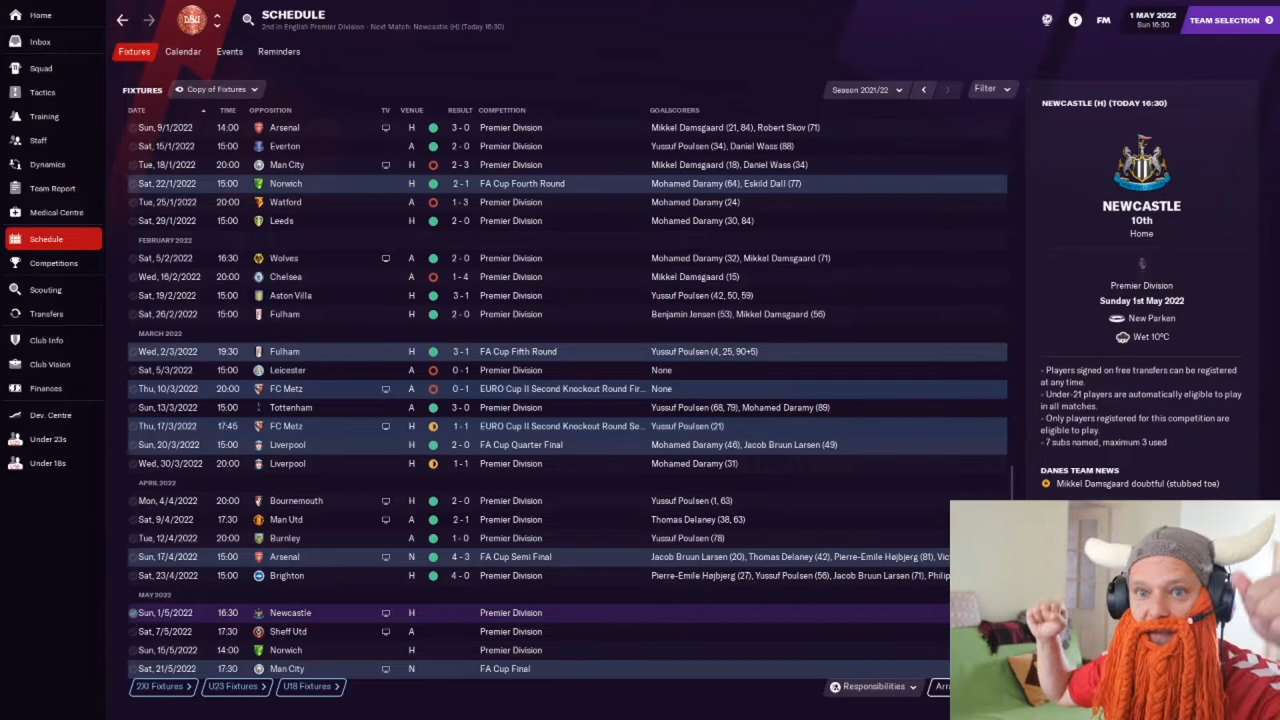 Home
DBU
SCHEDULE
2nd in English Premier Division - Next Match: Newcastle (H) (Today 16:30)
FM
1 MAY 2022
Sun 16:30
TEAM SELECTION
Inbox
Squad
Tactics
Training
Staff
Dynamics
Team Report
Medical Centre
Schedule
Competitions
Scouting
Transfers
Club Info
Club Vision
Finances
Dev. Centre
Under 23s
Under 18s
Fixtures Calendar Events Reminders
FIXTURES Copy of Fixtures Season 2021/22 Filter
DATE TIME OPPOSITION TV VENUE RESULT COMPETITION GOALSCORERS
Sun, 9/1/2022 14:00 Arsenal H 3 - 0 Premier Division Mikkel Damsgaard (21, 84), Robert Skov (71)
Sat, 15/1/2022 15:00 Everton A 2 - 0 Premier Division Yussuf Poulsen (34), Daniel Wass (88)
Tue, 18/1/2022 20:00 Man City H 2 - 3 Premier Division Mikkel Damsgaard (18), Daniel Wass (34)
Sat, 22/1/2022 15:00 Norwich H 2 - 1 FA Cup Fourth Round Mohamed Daramy (64), Eskild Dall (77)
Tue, 25/1/2022 20:00 Watford A 1 - 3 Premier Division Mohamed Daramy (24)
Sat, 29/1/2022 15:00 Leeds H 2 - 0 Premier Division Mohamed Daramy (30, 84)
FEBRUARY 2022
Sat, 5/2/2022 16:30 Wolves A 2 - 0 Premier Division Mohamed Daramy (32), Mikkel Damsgaard (71)
Wed, 16/2/2022 20:00 Chelsea A 1 - 4 Premier Division Mikkel Damsgaard (15)
Sat, 19/2/2022 15:00 Aston Villa H 3 - 1 Premier Division Yussuf Poulsen (42, 50, 59)
Sat, 26/2/2022 15:00 Fulham H 2 - 0 Premier Division Benjamin Jensen (53), Mikkel Damsgaard (56)
MARCH 2022
Wed, 2/3/2022 19:30 Fulham H 3 - 1 FA Cup Fifth Round Yussuf Poulsen (4, 25, 90+5)
Sat, 5/3/2022 15:00 Leicester A 0 - 1 Premier Division None
Thu, 10/3/2022 20:00 FC Metz A 0 - 1 EURO Cup II Second Knockout Round Fir... None
Sun, 13/3/2022 15:00 Tottenham A 3 - 0 Premier Division Yussuf Poulsen (68, 79), Mohamed Daramy (89)
Thu, 17/3/2022 17:45 FC Metz H 1 - 1 EURO Cup II Second Knockout Round Se... Yussuf Poulsen (21)
Sun, 20/3/2022 15:00 Liverpool H 2 - 0 FA Cup Quarter Final Mohamed Daramy (46), Jacob Bruun Larsen (49)
Wed, 30/3/2022 20:00 Liverpool H 1 - 1 Premier Division Mohamed Daramy (31)
APRIL 2022
Mon, 4/4/2022 20:00 Bournemouth H 2 - 0 Premier Division Yussuf Poulsen (1, 63)
Sat, 9/4/2022 17:30 Man Utd A 2 - 1 Premier Division Thomas Delaney (38, 63)
Tue, 12/4/2022 20:00 Burnley A 1 - 0 Premier Division Yussuf Poulsen (78)
Sun, 17/4/2022 15:00 Arsenal N 4 - 3 FA Cup Semi Final Jacob Bruun Larsen (20), Thomas Delaney (42), Pierre-Emile Højbjerg (81), Vic
Sat, 23/4/2022 15:00 Brighton H 4 - 0 Premier Division Pierre-Emile Højbjerg (27), Yussuf Poulsen (56), Jacob Bruun Larsen (71), Philip
MAY 2022
Sun, 1/5/2022 16:30 Newcastle H Premier Division
Sat, 7/5/2022 17:30 Sheff Utd A Premier Division
Sun, 15/5/2022 14:00 Norwich H Premier Division
Sat, 21/5/2022 17:30 Man City N FA Cup Final
2XI Fixtures U23 Fixtures U18 Fixtures Responsibilities Arra
NEWCASTLE (H) (TODAY 16:30)
NEWCASTLE
10th
Home
Premier Division
Sunday 1st May 2022
New Parken
Wet 10ºC
- Players signed on free transfers can be registered
at any time.
- Under-21 players are automatically eligible to play
in all matches.
- Only players registered for this competition are
eligible to play.
- 7 subs named, maximum 3 used
DANES TEAM NEWS
Mikkel Damsgaard doubtful (stubbed toe)